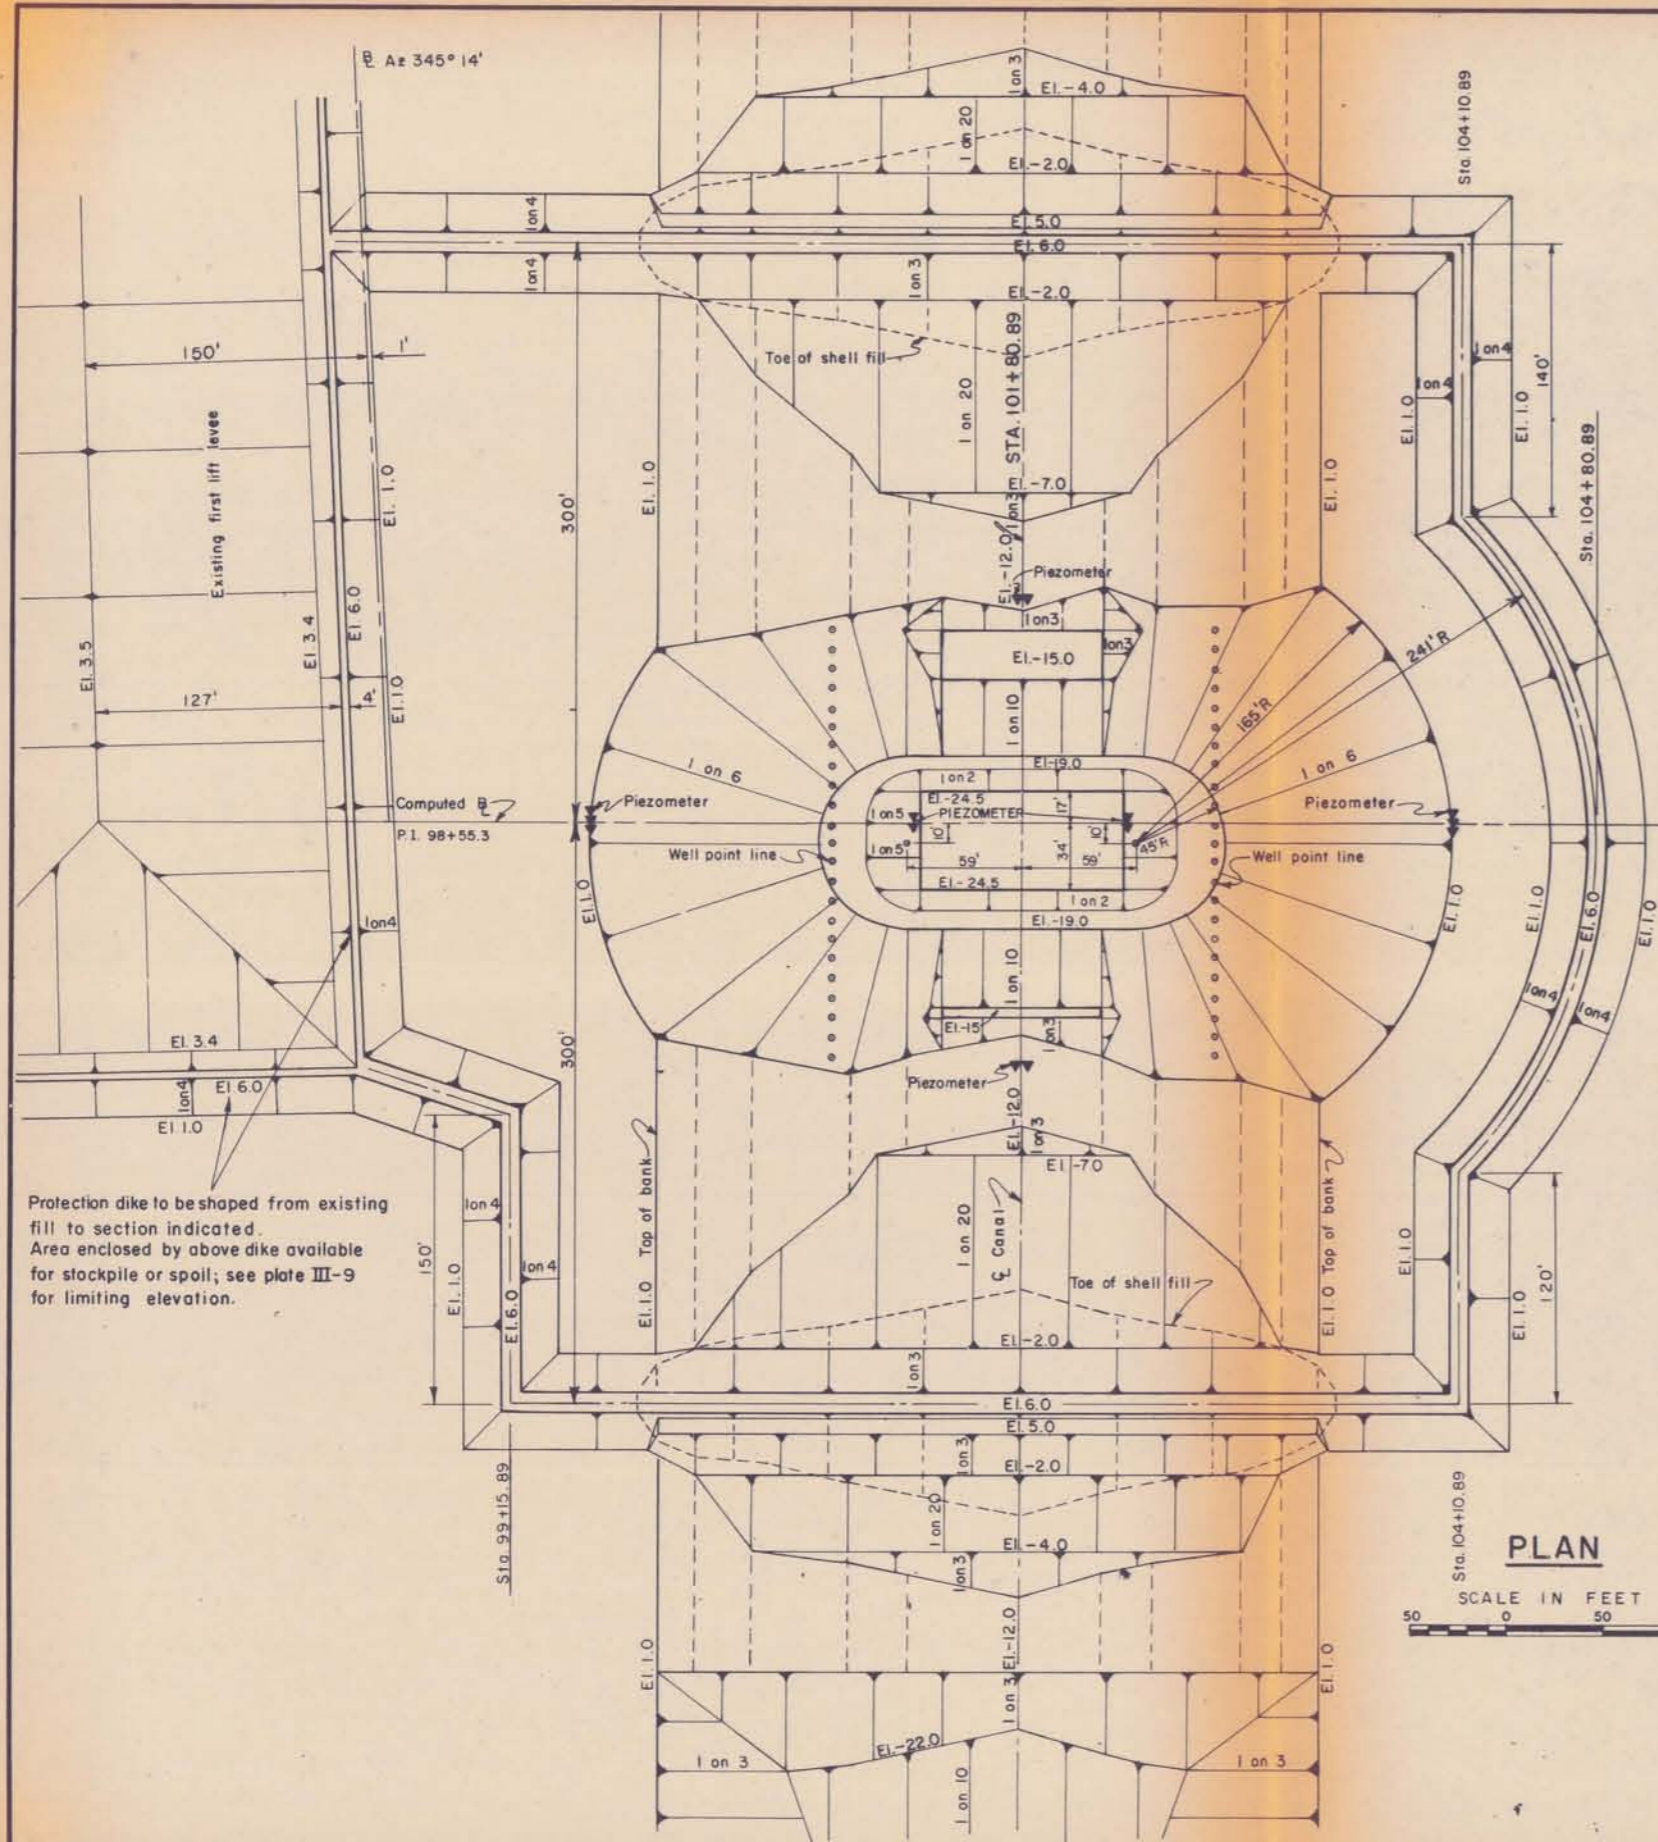 B Az 345° 14'
1 on 3
El.-4.0
1 on 20
El.-2.0
Sta. 104+10.89
1 on 4
El.5.0
El.6.0
1 on 4
1 on 3
El.-2.0
150'
1'
Toe of shell fill
1 on 20
STA. 101+80.89
1 on 4
1 on 4
140'
El. 1.0
El. 1.0
Existing first lift levee
El. 1.0
300'
El. 1.0
El.-7.0
1 on 3
El. 1.0
Sta. 104+80.89
El.-12.0
Piezometer
El. 3.5
El 3.4
El. 6.0
El. 1.0
1 on 3
1 on 3
El.-15.0
241' R
165' R
127'
4'
1 on 10
1 on 6
El-19.0
1 on 6
1 on 2
Computed B
Piezometer
El.-24.5
17'
Piezometer
1 on 5
PIEZOMETER
P.I. 98+55.3
10'
10'
Well point line
1 on 5
59'
34'
59'
45'R
Well point line
El.-24.5
1 on 2
El.-19.0
El.1.0
1 on 4
El. 1.0
El. 1.0
El. 6.0
El. 1.0
1 on 10
1 on 4
1 on 4
El.-15
1 on 3
El. 3.4
300'
Piezometer
1 on 4
El.6.0
El. 1.0
El.-12.0
1 on 3
El -7.0
Protection dike to be shaped from existing
fill to section indicated.
Area enclosed by above dike available
for stockpile or spoil; see plate III-9
for limiting elevation.
1 on 4
150'
El. 1.0
El.6.0
1 on 4
El. 1.0 Top of bank
1 on 20
℄ Canal
Toe of shell fill
El. 1.0 Top of bank
El. 1.0
El. 1.0
120'
El.-2.0
1 on 3
El.6.0
El.5.0
1 on 3
El.-2.0
Sta 99+15.89
1 on 20
El.-4.0
1 on 3
Sta. 104+10.89
PLAN
SCALE IN FEET
50 0 50
El. 1.0
El.-12.0
1 on 3
El. 1.0
El.-22.0
1 on 3
1 on 10
1 on 3